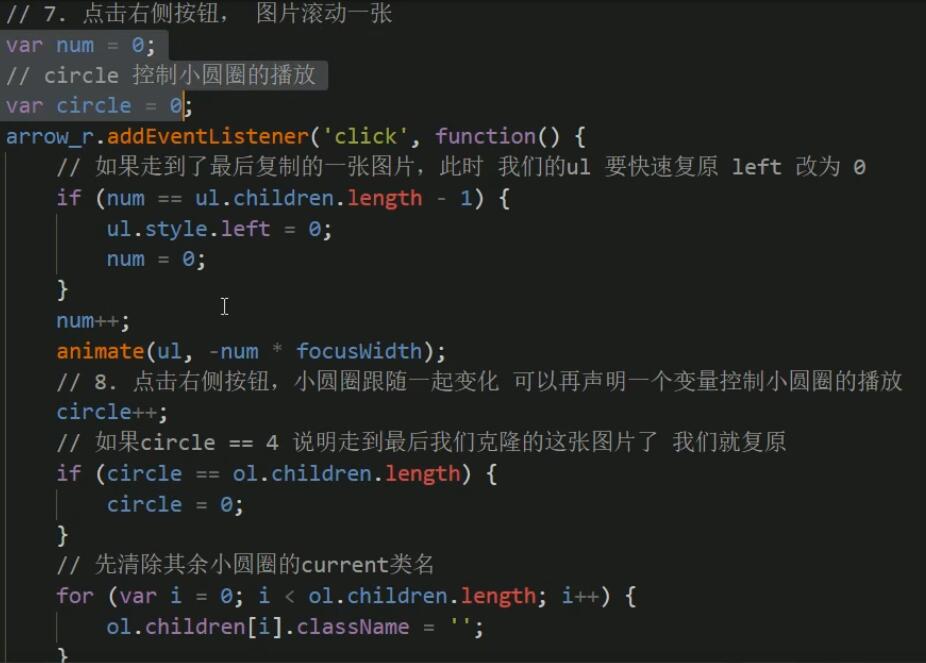 // 7. 点击右侧按钮， 图片滚动一张
var num = 0;
// circle 控制小圆圈的播放
var circle = 0;
arrow_r.addEventListener('click', function() {
// 如果走到了最后复制的一张图片，此时 我们的ul 要快速复原 left 改为 0
if (num == ul.children.length - 1) {
ul.style.left = 0;
num = 0;
}
num++;
animate(ul, -num * focusWidth);
// 8. 点击右侧按钮，小圆圈跟随一起变化 可以再声明一个变量控制小圆圈的播放
circle++;
// 如果circle == 4 说明走到最后我们克隆的这张图片了 我们就复原
if (circle == ol.children.length) {
circle = 0;
}
// 先清除其余小圆圈的current类名
for (var i = 0; i < ol.children.length; i++) {
ol.children[i].className = '';
}